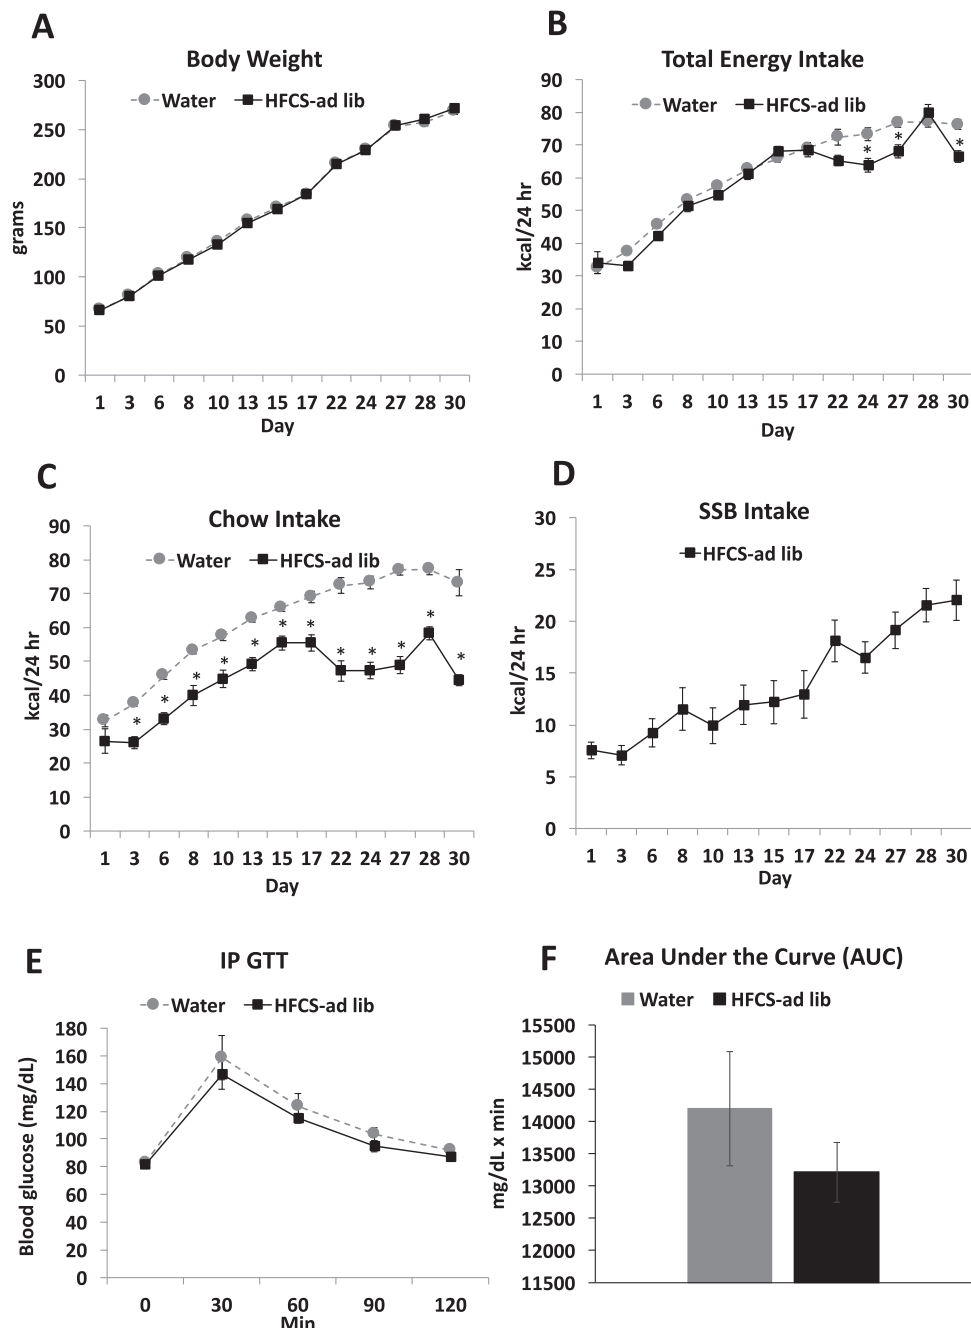 A
Body Weight
Water HFCS-ad lib
300
250
200
150
100
50
0
grams
1 3 6 8 10 13 15 17 22 24 27 28 30
Day
B
Total Energy Intake
Water HFCS-ad lib
90
80
70
60
50
40
30
20
10
0
kcal/24 hr
* * *
1 3 6 8 10 13 15 17 22 24 27 28 30
Day
C
Chow Intake
Water HFCS-ad lib
90
80
70
60
50
40
30
20
10
0
kcal/24 hr
* * * * * * * * * * * *
1 3 6 8 10 13 15 17 22 24 27 28 30
Day
D
SSB Intake
HFCS-ad lib
30
25
20
15
10
5
0
kcal/24 hr
1 3 6 8 10 13 15 17 22 24 27 28 30
Day
E
IP GTT
Water HFCS-ad lib
180
160
140
120
100
80
60
40
20
0
Blood glucose (mg/dL)
0 30 60 90 120
Min
F
Area Under the Curve (AUC)
Water HFCS-ad lib
15500
15000
14500
14000
13500
13000
12500
12000
11500
mg/dL x min